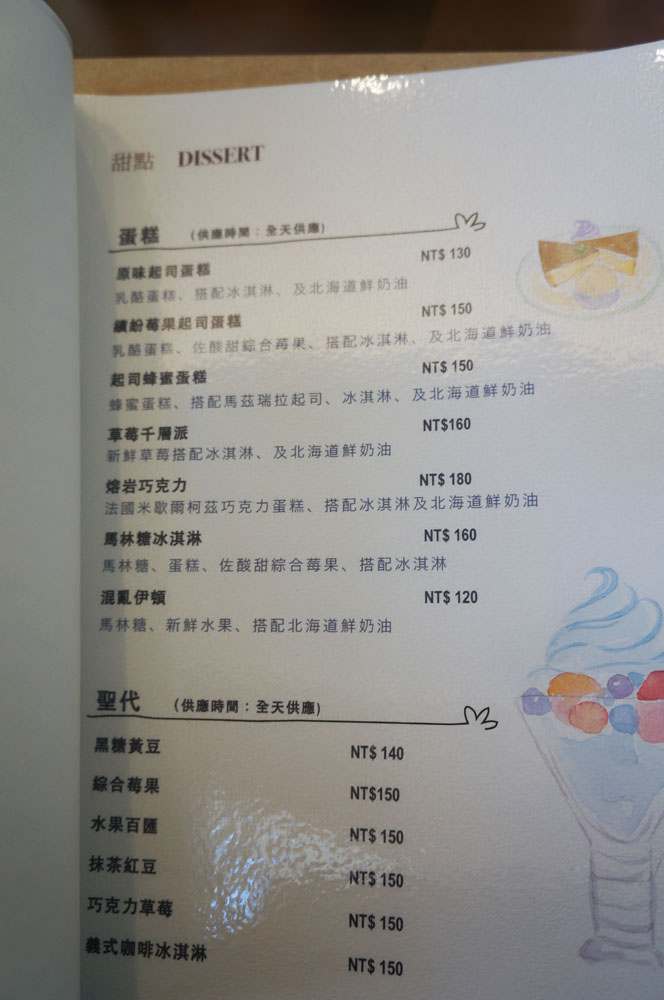 甜點 DISSERT
蛋糕 (供應時間：全天供應)
原味起司蛋糕 NT$ 130
乳酪蛋糕、搭配冰淇淋、及北海道鮮奶油
繽紛莓果起司蛋糕 NT$ 150
乳酪蛋糕、佐酸甜綜合莓果、搭配冰淇淋、及北海道鮮奶油
起司蜂蜜蛋糕 NT$ 150
蜂蜜蛋糕、搭配馬茲瑞拉起司、冰淇淋、及北海道鮮奶油
草莓千層派 NT$160
新鮮草莓搭配冰淇淋、及北海道鮮奶油
熔岩巧克力 NT$ 180
法國米歇爾柯茲巧克力蛋糕、搭配冰淇淋及北海道鮮奶油
馬林糖冰淇淋 NT$ 160
馬林糖、蛋糕、佐酸甜綜合莓果、搭配冰淇淋
混亂伊頓 NT$ 120
馬林糖、新鮮水果、搭配北海道鮮奶油
聖代 (供應時間：全天供應)
黑糖黃豆 NT$ 140
綜合莓果 NT$150
水果百匯 NT$ 150
抹茶紅豆 NT$ 150
巧克力草莓 NT$ 150
義式咖啡冰淇淋 NT$ 150